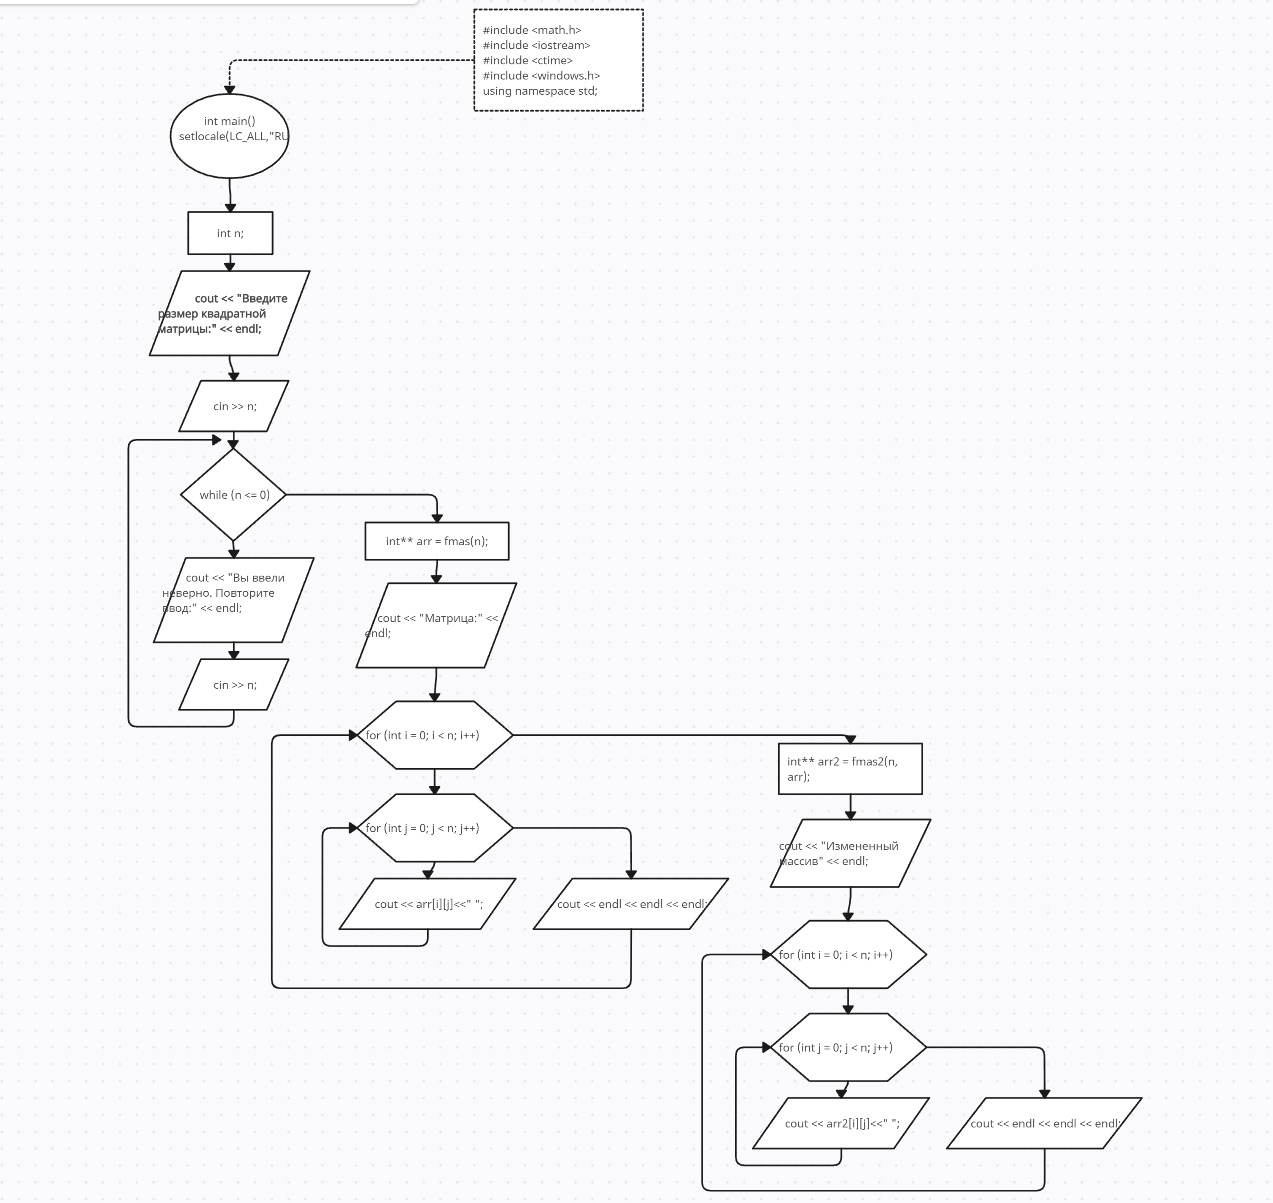 #include <math.h>
#include <iostream>
#include <ctime>
#include <windows.h>
using namespace std;
int main()
setlocale(LC_ALL,"RU
int n;
cout << "Введите
размер квадратной
матрицы:" << endl;
cin >> n;
while (n <= 0)
cout << "Вы ввели
неверно. Повторите
ввод:" << endl;
cin >> n;
int** arr = fmas(n);
cout << "Матрица:" <<
endl;
for (int i = 0; i < n; i++)
for (int j = 0; j < n; j++)
cout << arr[i][j]<<" ";
cout << endl << endl << endl;
int** arr2 = fmas2(n,
arr);
cout << "Измененный
массив" << endl;
for (int i = 0; i < n; i++)
for (int j = 0; j < n; j++)
cout << arr2[i][j]<<" ";
cout << endl << endl << endl;